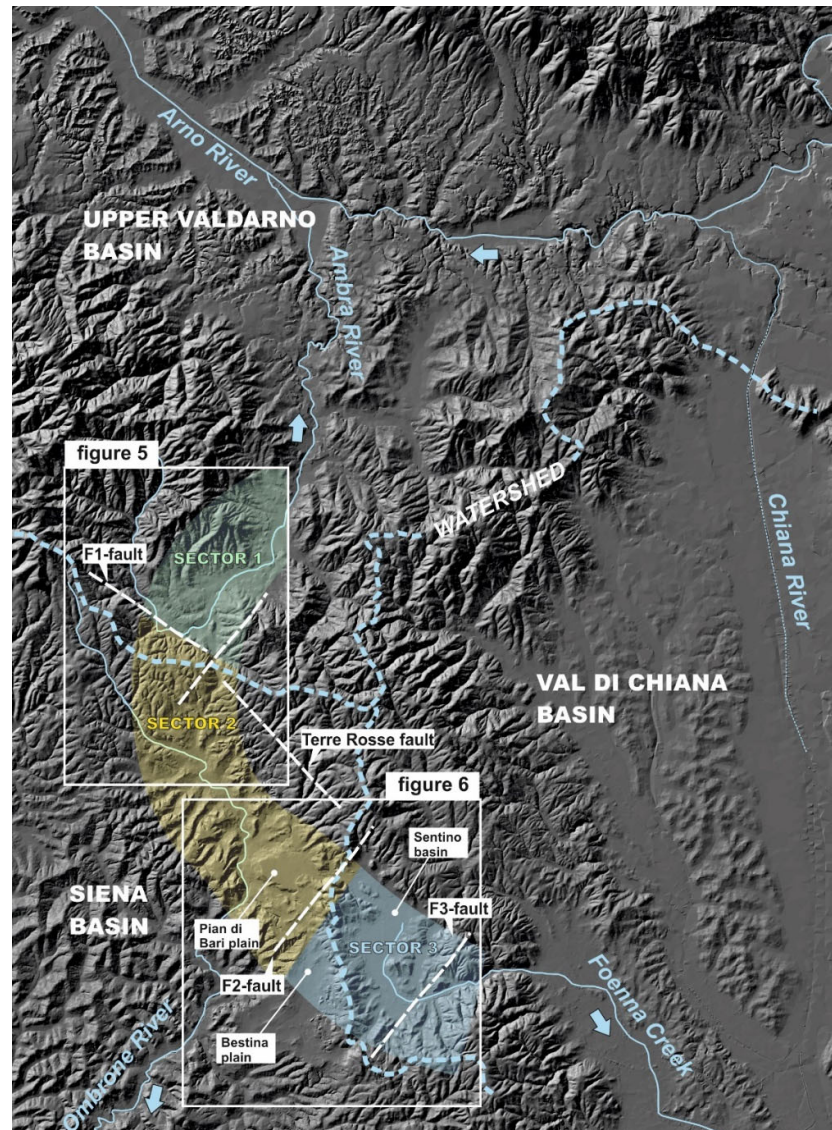 Arno River
UPPER VALDARNO
BASIN
Ambra River
figure 5
WATERSHED
SECTOR 1
F1-fault
Chiana River
VAL DI CHIANA
BASIN
SECTOR 2
Terre Rosse fault
figure 6
Sentino
basin
SIENA
BASIN
F3-fault
Pian di
Bari plain
SECTOR 3
F2-fault
Bestina
plain
Foenna Creek
Ombrone River